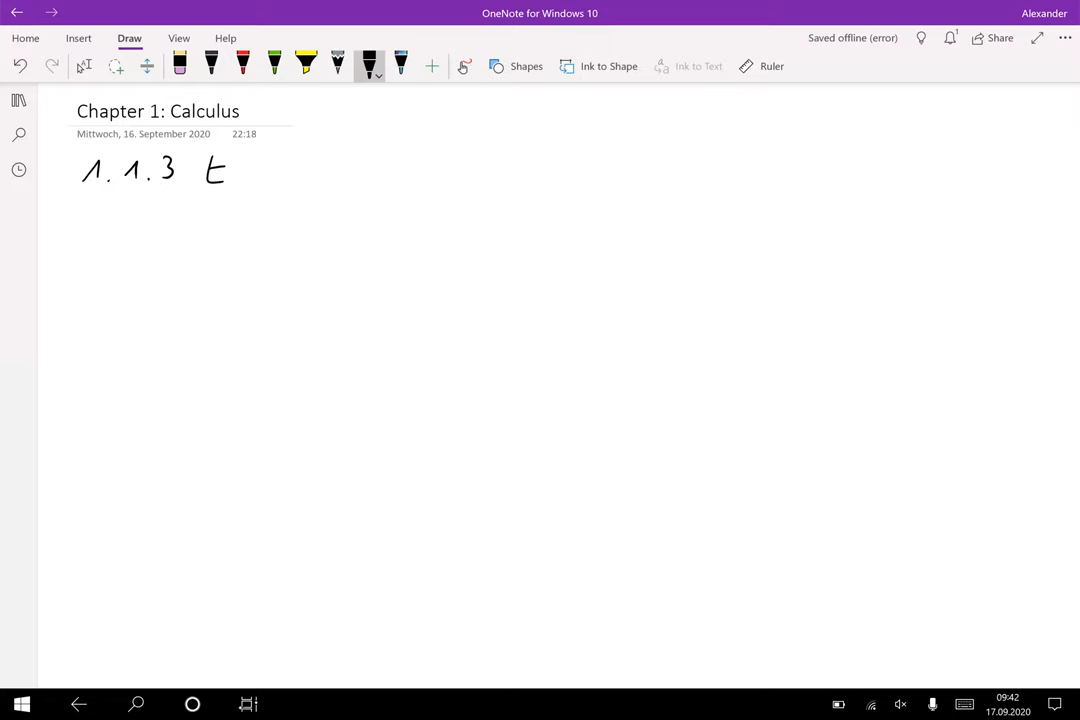 OneNote for Windows 10
Alexander
Home Insert Draw View Help
Saved offline (error)
1
Share
Shapes
Ink to Shape
Ink to Text
Ruler
Chapter 1: Calculus
Mittwoch, 16. September 2020 22:18
1.1.3 t
09:42
17.09.2020